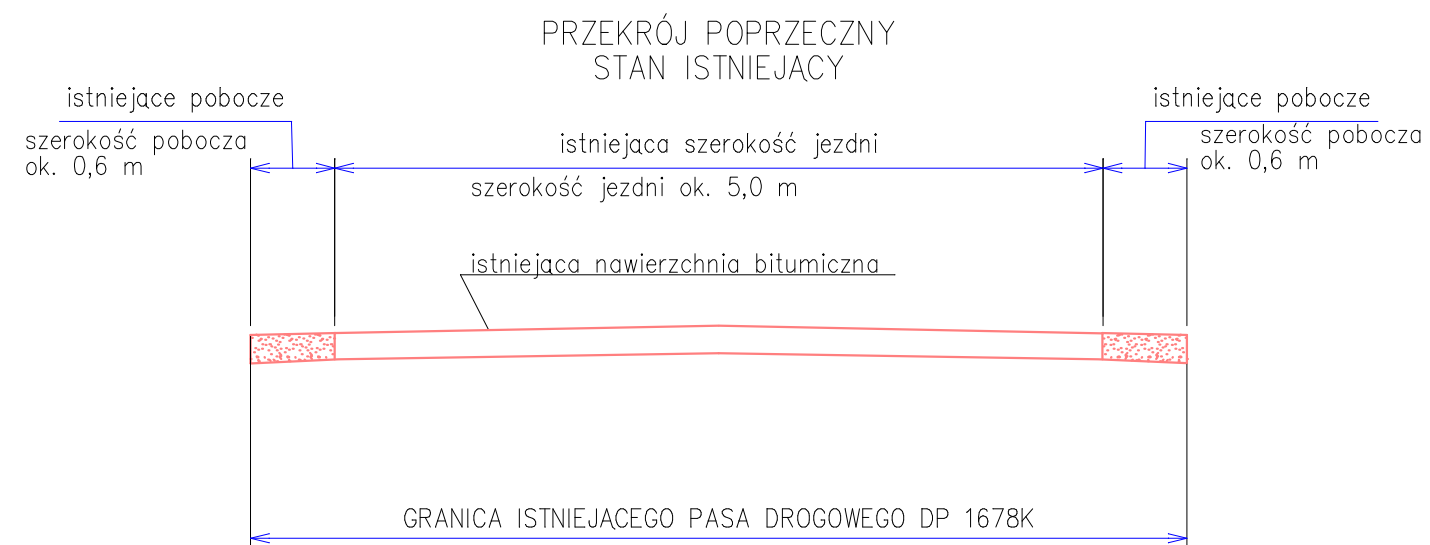 PRZEKRÓJ POPRZECZNY
STAN ISTNIEJĄCY
istniejące pobocze
szerokość pobocza
ok. 0,6 m
istniejąca szerokość jezdni
szerokość jezdni ok. 5,0 m
istniejące pobocze
szerokość pobocza
ok. 0,6 m
istniejąca nawierzchnia bitumiczna
GRANICA ISTNIEJACEGO PASA DROGOWEGO DP 1678K